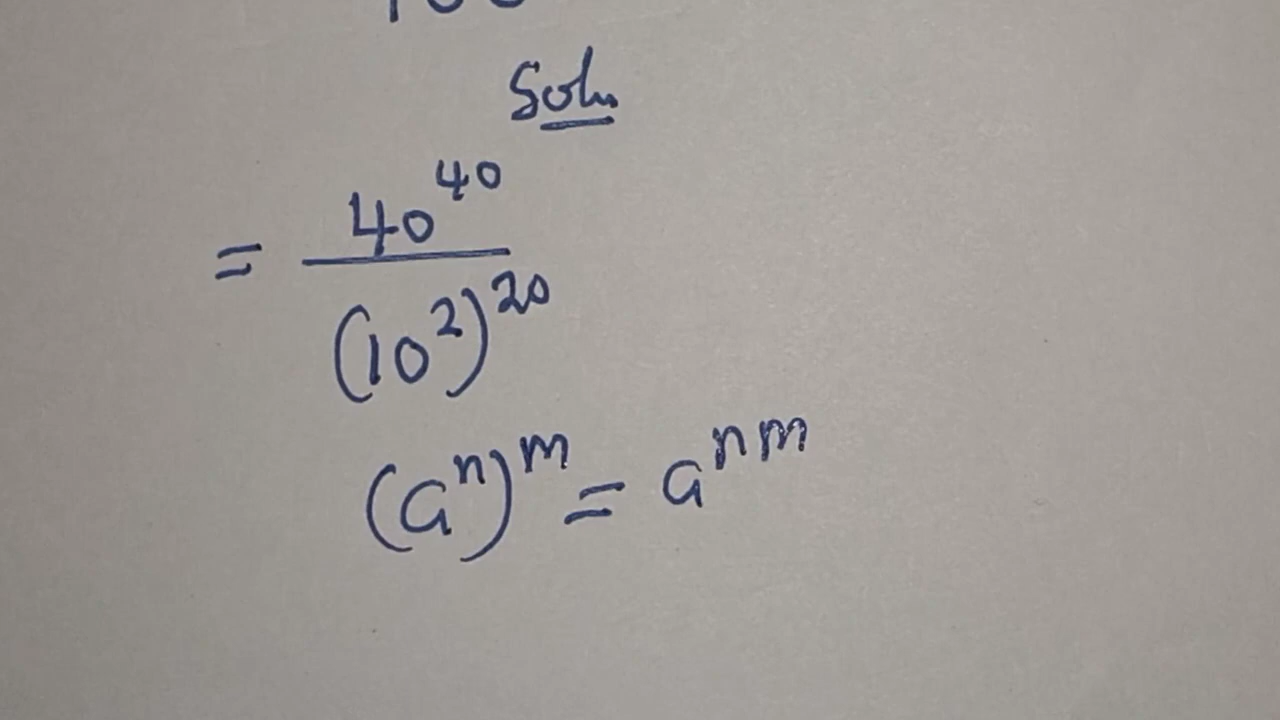 Soln
= 40^40 / (10^2)^20
(a^n)^m = a^nm